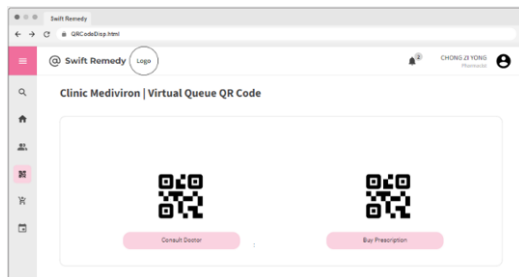 Swift Remedy
QRCodeDisp.html
@ Swift Remedy Logo
2
CHONG ZI YONG
Pharmacist
Clinic Mediviron | Virtual Queue QR Code
Consult Doctor
Buy Prescription